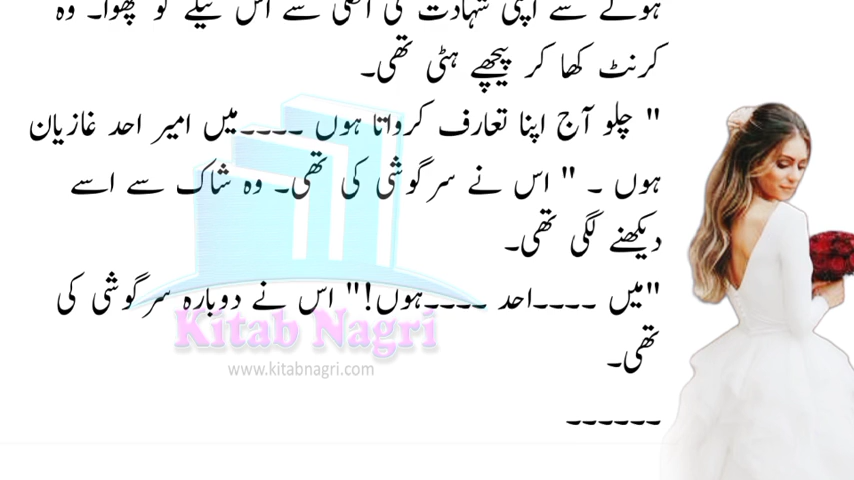 ہولے سے اپنی شہادت کی انگلی سے اس ٹیکے کو چھوا۔ وہ
کرنٹ کھا کر پیچھے ہٹی تھی۔
" چلو آج اپنا تعارف کرواتا ہوں ۔۔۔۔میں امیر احد غازیان
ہوں ۔ " اس نے سرگوشی کی تھی۔ وہ شاک سے اسے
دیکھنے لگی تھی۔
"میں ۔۔۔۔احد ۔۔۔۔ہوں!" اس نے دوبارہ سرگوشی کی
تھی۔
۔۔۔۔۔۔
Kitab Nagri
www.kitabnagri.com